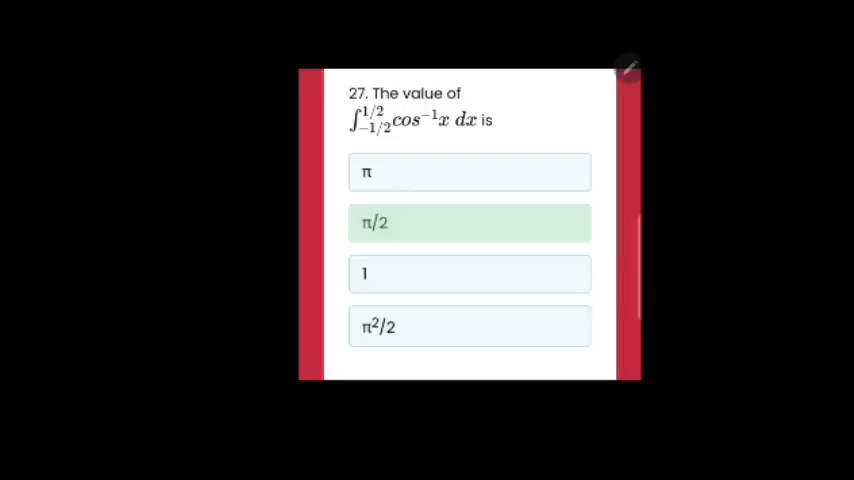 27. The value of
∫_{-1/2}^{1/2} cos⁻¹x dx is
π
π/2
1
π²/2